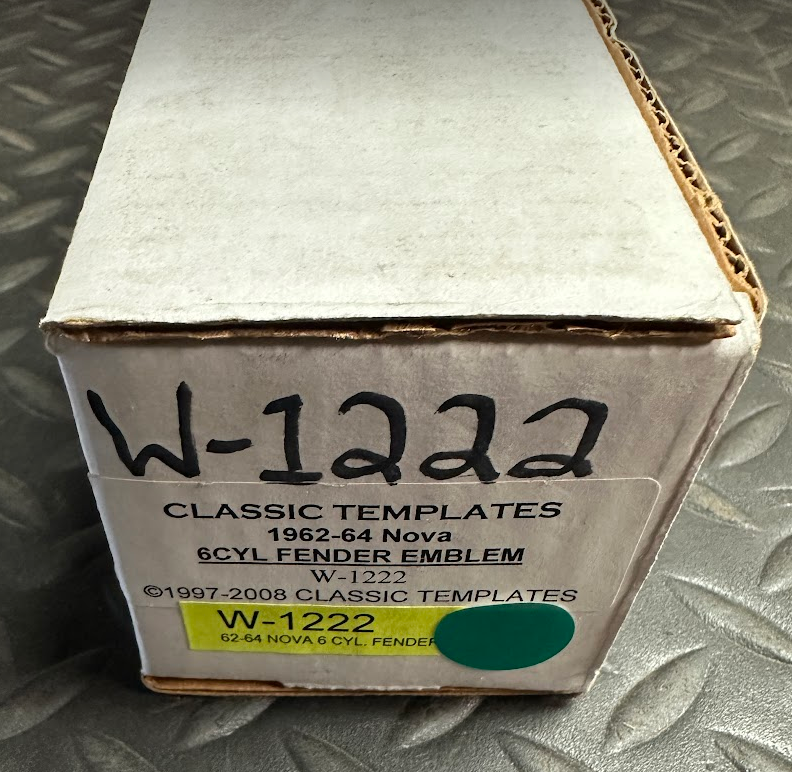 W-1222
CLASSIC TEMPLATES
1962-64 Nova
6CYL FENDER EMBLEM
W-1222
©1997-2008 CLASSIC TEMPLATES
W-1222
62-64 NOVA 6 CYL. FENDER